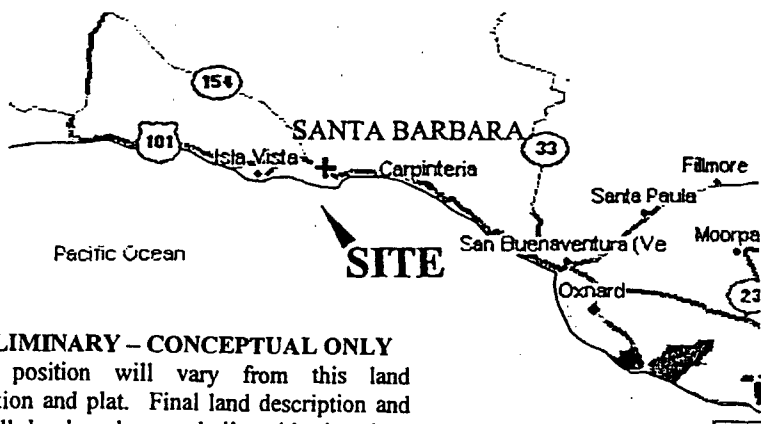 154
SANTA BARBARA
101
33
Isla Vista
Carpinteria
Fillmore
Santa Paula
San Buenaventura (Ve
Moorpa
Pacific Ocean
SITE
Oxnard
23
LIMINARY – CONCEPTUAL ONLY
position will vary from this land
tion and plat. Final land description and